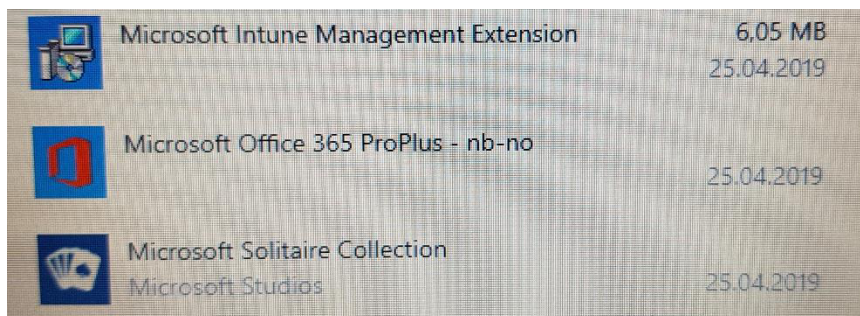 Microsoft Intune Management Extension 6,05 MB
25.04.2019
Microsoft Office 365 ProPlus - nb-no
25.04.2019
Microsoft Solitaire Collection
Microsoft Studios 25.04.2019